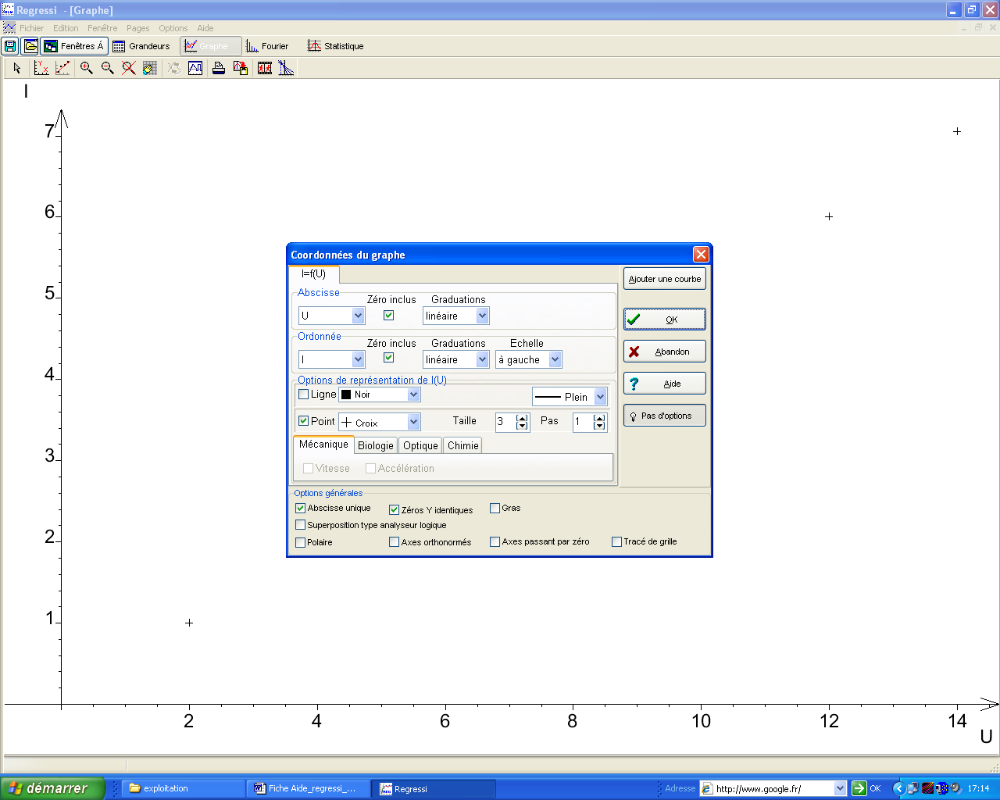 Regressi - [Graphe]
Fichier Edition Fenêtre Pages Options Aide
Fenêtres Á Grandeurs Graphe Fourier Statistique
I
7
6
5
4
3
2
1
2 4 6 8 10 12 14
U
Coordonnées du graphe
I=f(U)
Abscisse
Zéro inclus Graduations
U linéaire
Ordonnée
Zéro inclus Graduations Echelle
I linéaire à gauche
Options de représentation de I(U)
Ligne Noir Plein
Point Croix Taille 3 Pas 1
Mécanique Biologie Optique Chimie
Vitesse Accélération
Ajouter une courbe
OK
Abandon
Aide
Pas d'options
Options générales
Abscisse unique Zéros Y identiques Gras
Superposition type analyseur logique
Polaire Axes orthonormés Axes passant par zéro Tracé de grille
démarrer exploitation Fiche Aide_regressi_... Regressi Adresse http://www.google.fr/ OK 17:14